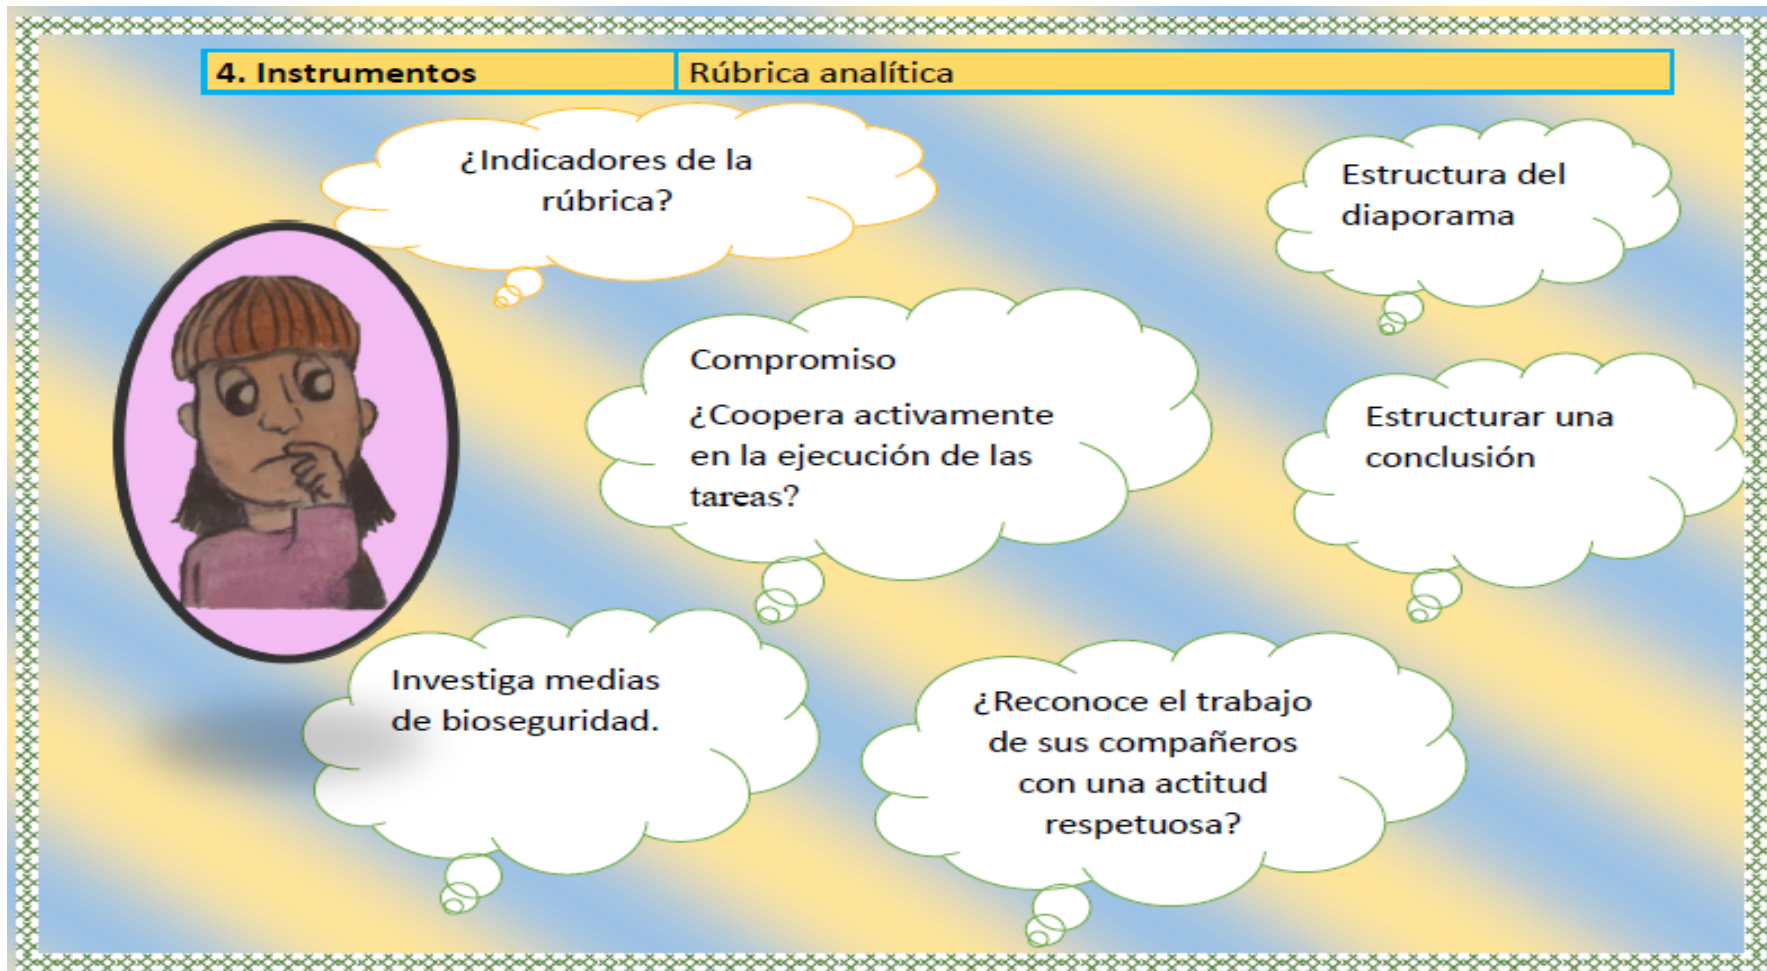 4. Instrumentos
Rúbrica analítica
¿Indicadores de la
rúbrica?
Estructura del
diaporama
Compromiso
¿Coopera activamente
en la ejecución de las
tareas?
Estructurar una
conclusión
Investiga medias
de bioseguridad.
¿Reconoce el trabajo
de sus compañeros
con una actitud
respetuosa?